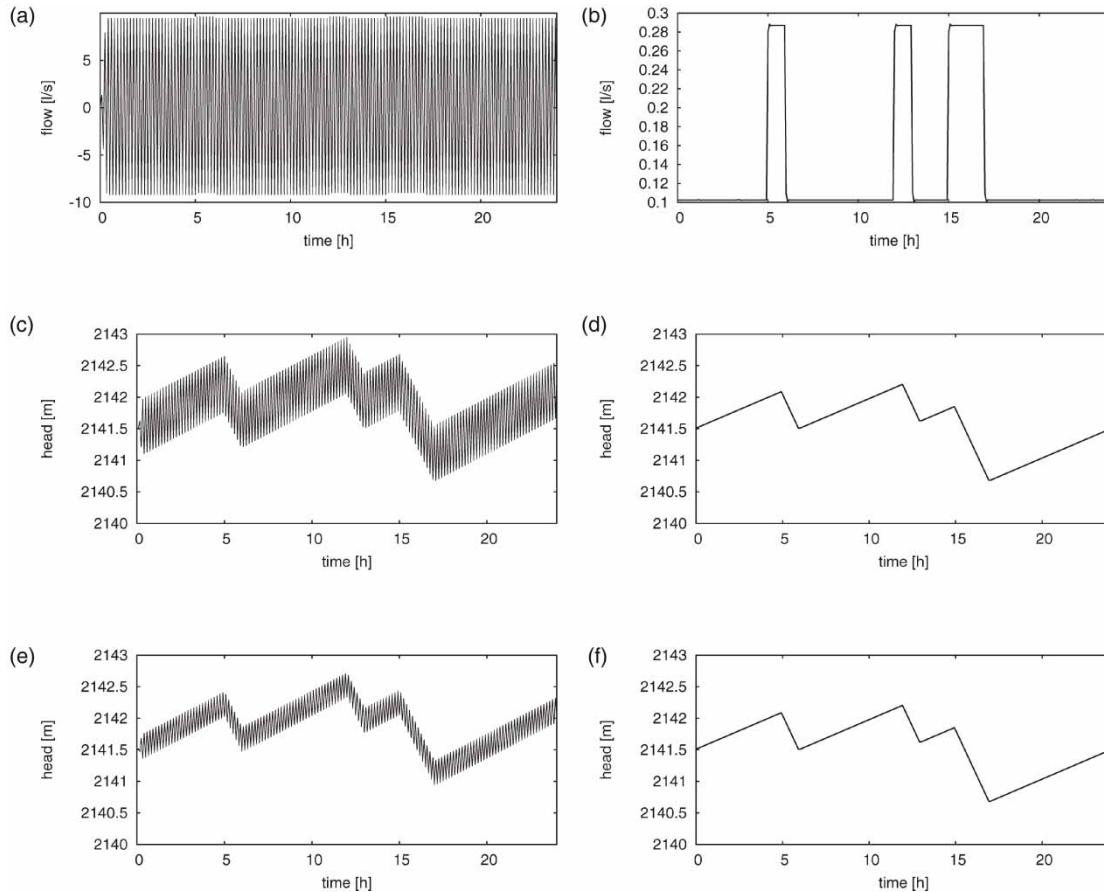 (a)
flow [l/s]
5
0
-5
-10
0 5 10 15 20
time [h]
(b)
flow [l/s]
0.3
0.28
0.26
0.24
0.22
0.2
0.18
0.16
0.14
0.12
0.1
0 5 10 15 20
time [h]
(c)
head [m]
2143
2142.5
2142
2141.5
2141
2140.5
2140
0 5 10 15 20
time [h]
(d)
head [m]
2143
2142.5
2142
2141.5
2141
2140.5
2140
0 5 10 15 20
time [h]
(e)
head [m]
2143
2142.5
2142
2141.5
2141
2140.5
2140
0 5 10 15 20
time [h]
(f)
head [m]
2143
2142.5
2142
2141.5
2141
2140.5
2140
0 5 10 15 20
time [h]